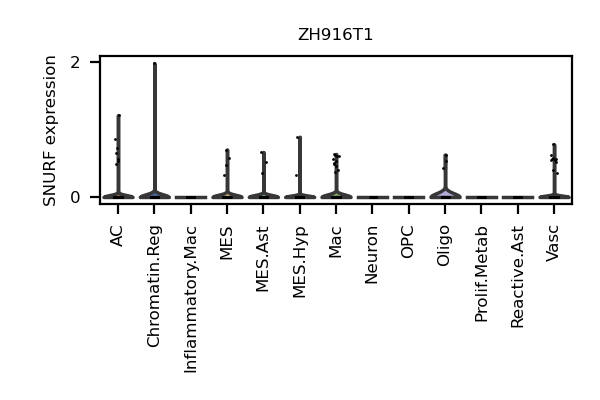 ZH916T1
SNURF expression
2
0
AC
Chromatin.Reg
Inflammatory.Mac
MES
MES.Ast
MES.Hyp
Mac
Neuron
OPC
Oligo
Prolif.Metab
Reactive.Ast
Vasc